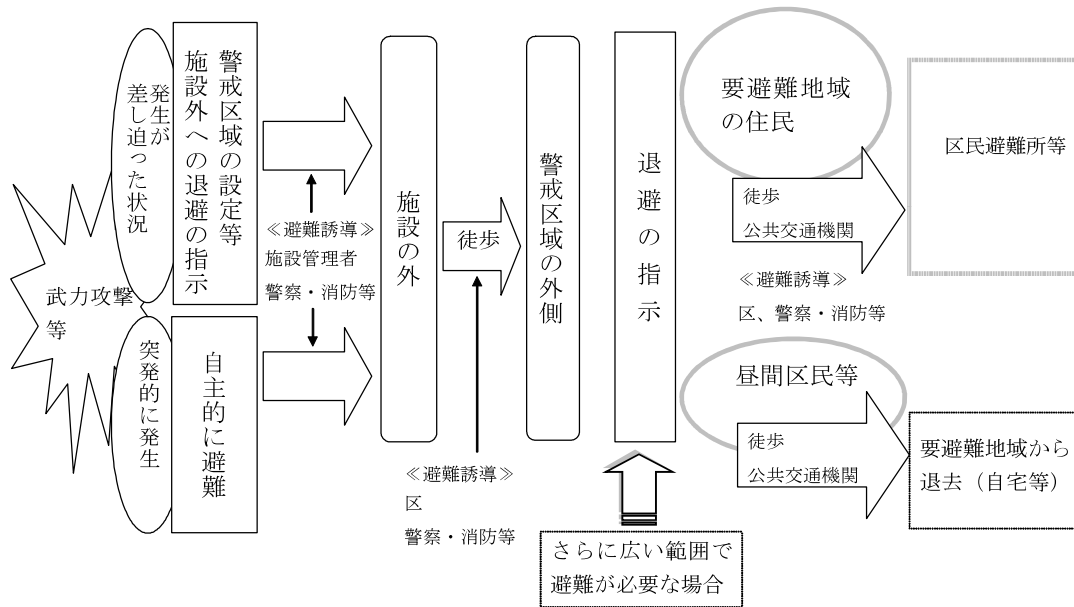 武力攻撃
等
発生が
差し迫った状況
警戒区域の設定等
施設外への退避の指示
突発的に発生
自主的に避難
≪避難誘導≫
施設管理者
警察・消防等
施設の外
徒歩
≪避難誘導≫
区
警察・消防等
警戒区域の外側
退避の指示
さらに広い範囲で
避難が必要な場合
要避難地域
の住民
徒歩
公共交通機関
≪避難誘導≫
区、警察・消防等
区民避難所等
昼間区民等
徒歩
公共交通機関
要避難地域から
退去（自宅等）